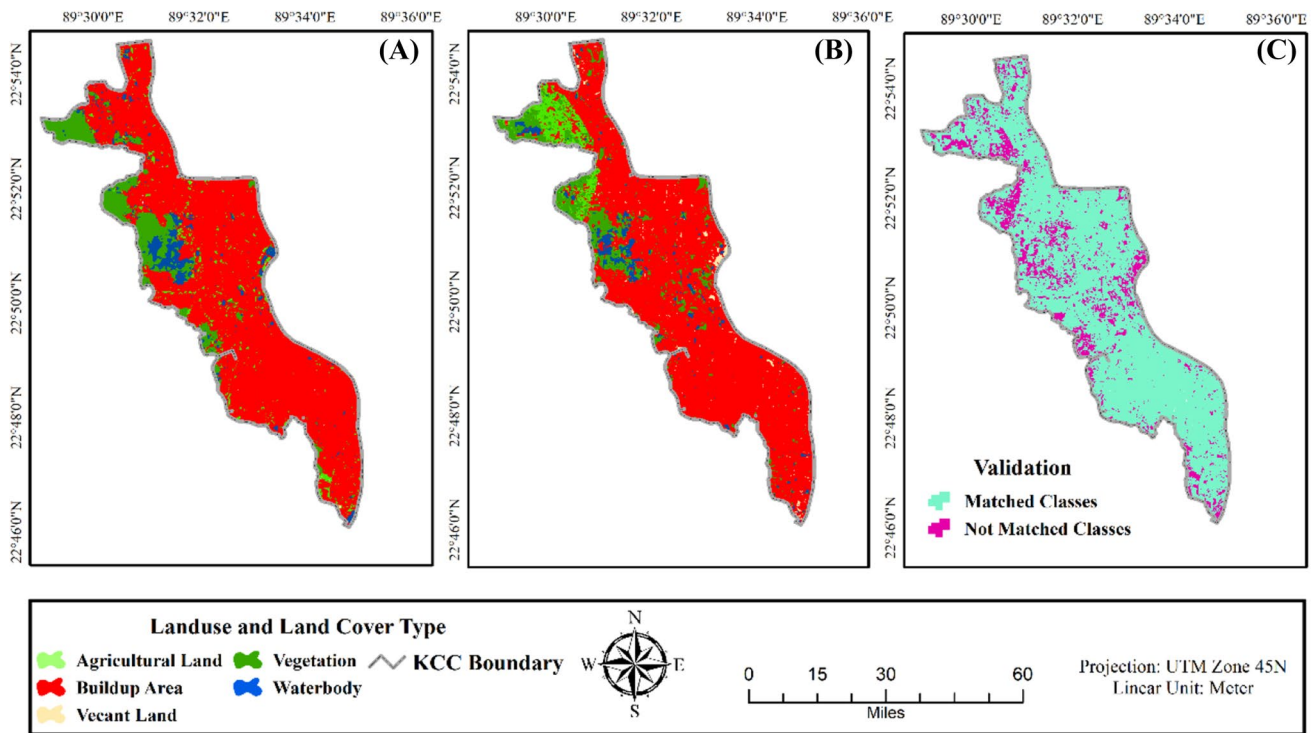 89°30'0"E 89°32'0"E 89°34'0"E 89°36'0"E
89°30'0"E 89°32'0"E 89°34'0"E 89°36'0"E
89°30'0"E 89°32'0"E 89°34'0"E 89°36'0"E
(A)
(B)
(C)
22°54'0"N
22°52'0"N
22°50'0"N
22°48'0"N
22°46'0"N
22°54'0"N
22°52'0"N
22°50'0"N
22°48'0"N
22°46'0"N
22°54'0"N
22°52'0"N
22°50'0"N
22°48'0"N
22°46'0"N
Validation
Matched Classes
Not Matched Classes
Landuse and Land Cover Type
Agricultural Land
Vegetation
KCC Boundary
Buildup Area
Waterbody
Vecant Land
N
W E
S
0 15 30 60
Miles
Projection: UTM Zone 45N
Linear Unit: Meter